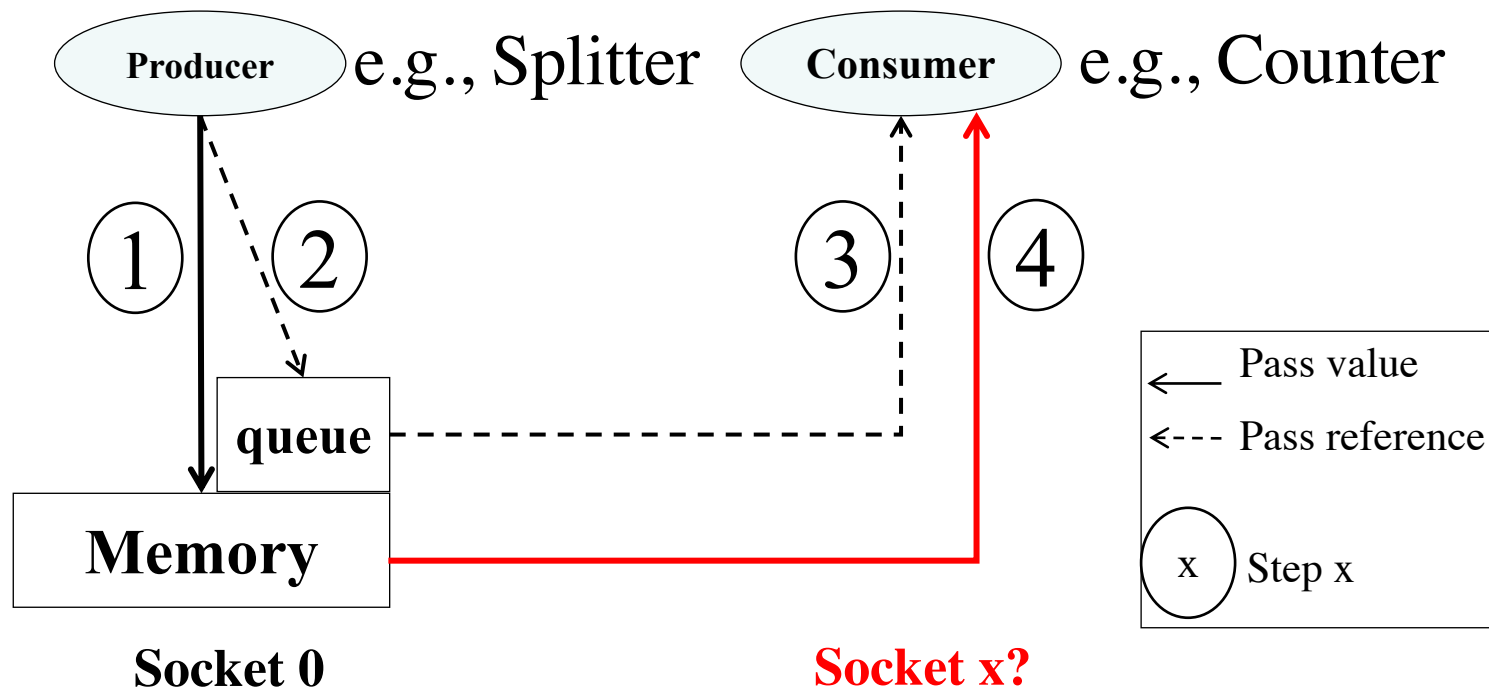 Producer e.g., Splitter
Consumer e.g., Counter
1
2
3
4
queue
Memory
Pass value
Pass reference
x Step x
Socket 0
Socket x?